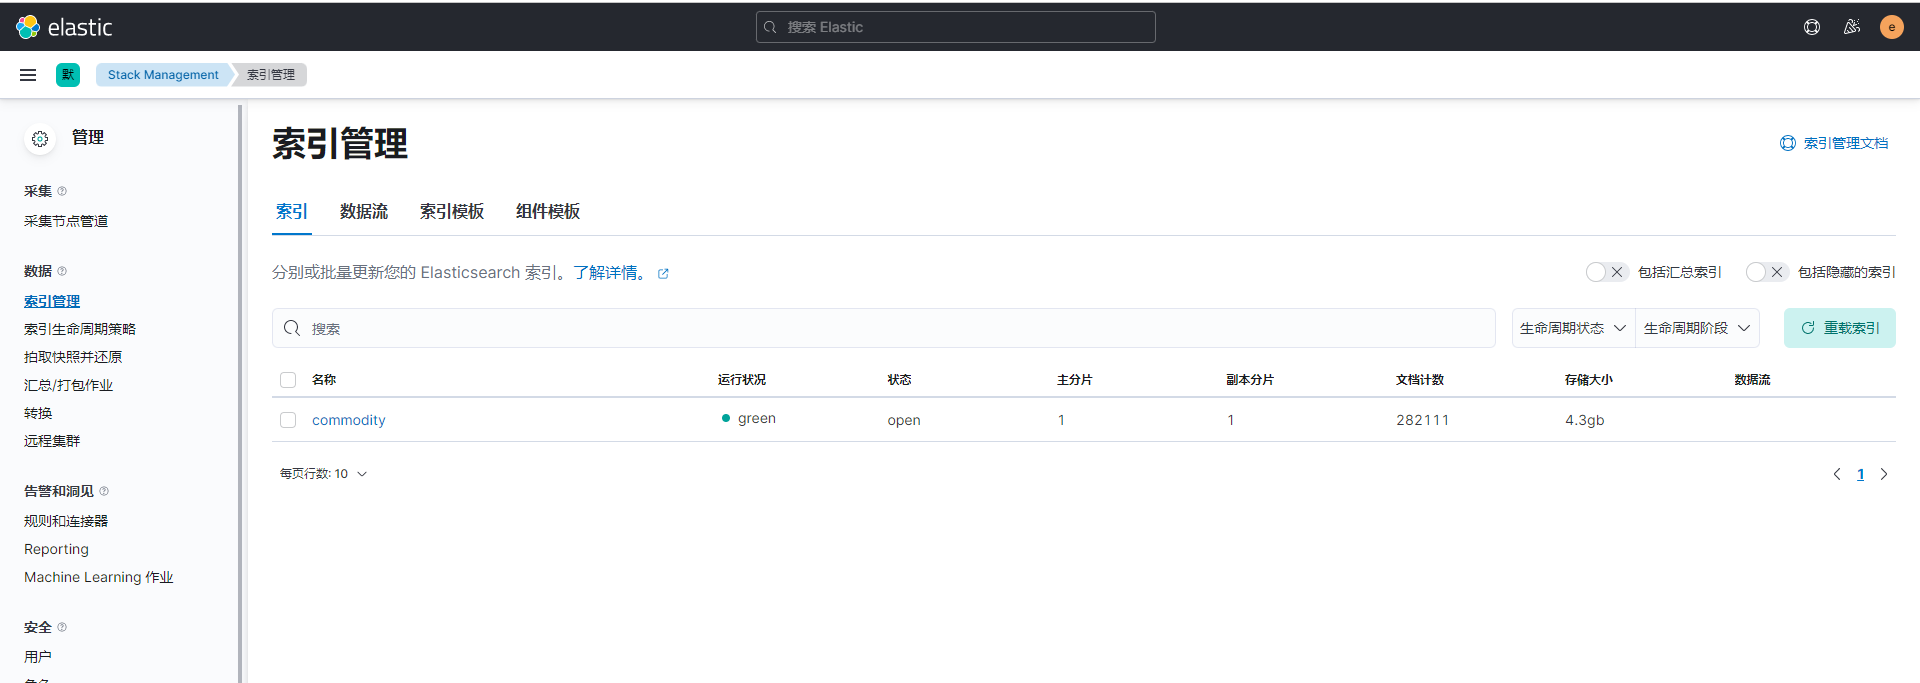 elastic
搜索 Elastic
e
默
Stack Management
索引管理
管理
采集
采集节点管道
数据
索引管理
索引生命周期策略
拍取快照并还原
汇总/打包作业
转换
远程集群
告警和洞见
规则和连接器
Reporting
Machine Learning 作业
安全
用户
索引管理
索引管理文档
索引 数据流 索引模板 组件模板
分别或批量更新您的 Elasticsearch 索引。了解详情。
包括汇总索引 包括隐藏的索引
搜索
生命周期状态 生命周期阶段
重载索引
名称 运行状况 状态 主分片 副本分片 文档计数 存储大小 数据流
commodity green open 1 1 282111 4.3gb
每页行数: 10
1